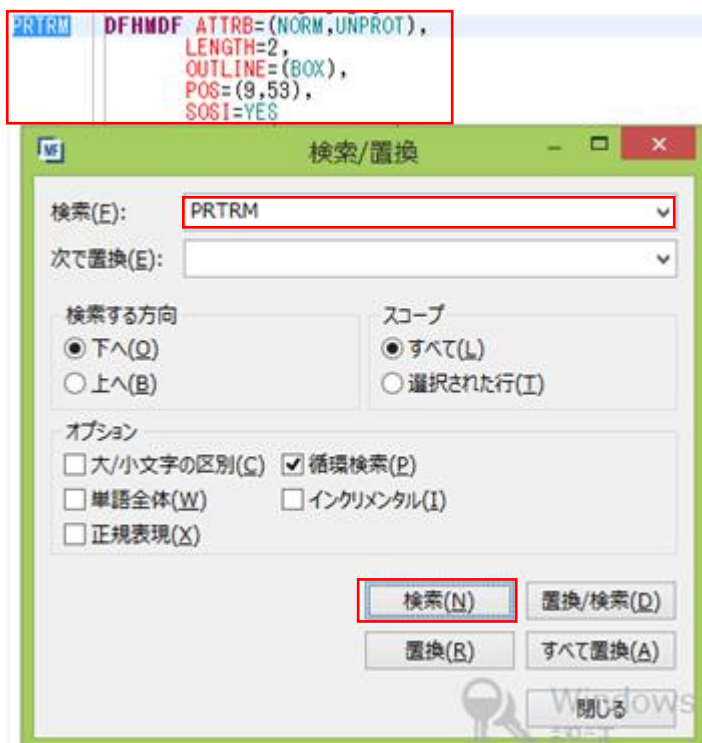 PRTRM DFHMDF ATTRB=(NORM,UNPROT),
LENGTH=2,
OUTLINE=(BOX),
POS=(9,53),
SOSI=YES
MF
検索/置換
検索(F): PRTRM
次で置換(E):
検索する方向
下へ(O)
上へ(B)
スコープ
すべて(L)
選択された行(T)
オプション
大/小文字の区別(C) 循環検索(P)
単語全体(W) インクリメンタル(I)
正規表現(X)
検索(N) 置換/検索(D)
置換(R) すべて置換(A)
Windows
閉じる